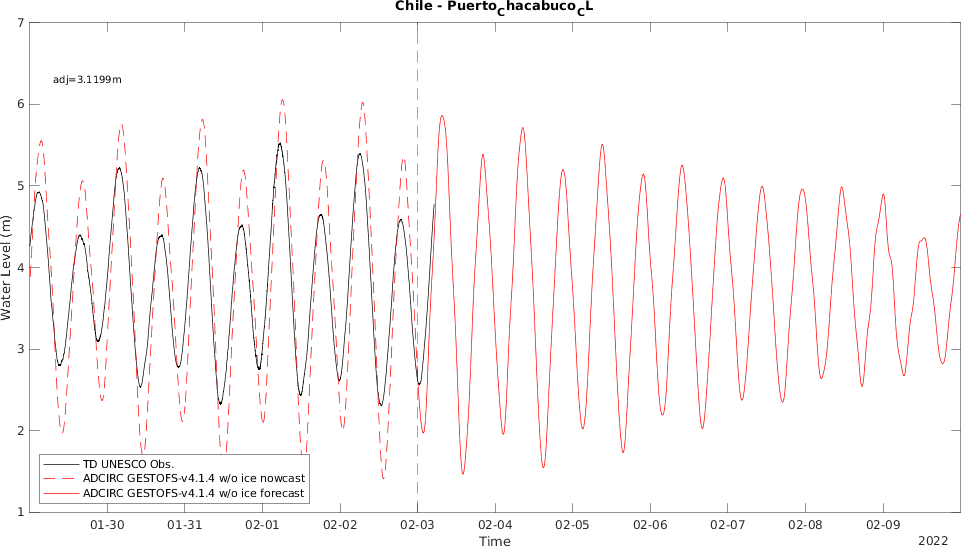 Chile - PuertoChacabucoCL
adj=3.1199m
7
6
5
4
3
2
1
Water Level (m)
TD UNESCO Obs.
ADCIRC GESTOFS-v4.1.4 w/o ice nowcast
ADCIRC GESTOFS-v4.1.4 w/o ice forecast
01-30 01-31 02-01 02-02 02-03 02-04 02-05 02-06 02-07 02-08 02-09
Time
2022